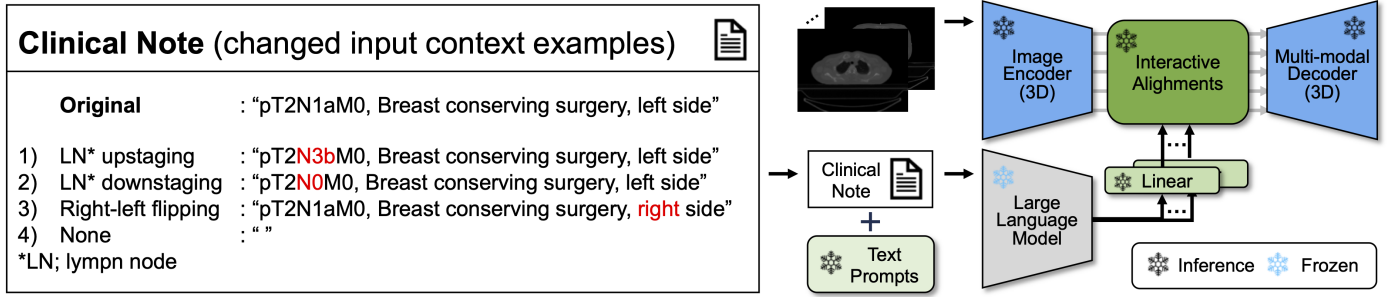 Clinical Note (changed input context examples)
Original : “pT2N1aM0, Breast conserving surgery, left side”
1) LN* upstaging : “pT2N3bM0, Breast conserving surgery, left side”
2) LN* downstaging : “pT2N0M0, Breast conserving surgery, left side”
3) Right-left flipping : “pT2N1aM0, Breast conserving surgery, right side”
4) None : “ ”
*LN; lympn node
...
Clinical
Note
+
Text
Prompts
Image
Encoder
(3D)
Interactive
Alighments
Multi-modal
Decoder
(3D)
...
Linear
...
Large
Language
Model
Inference
Frozen